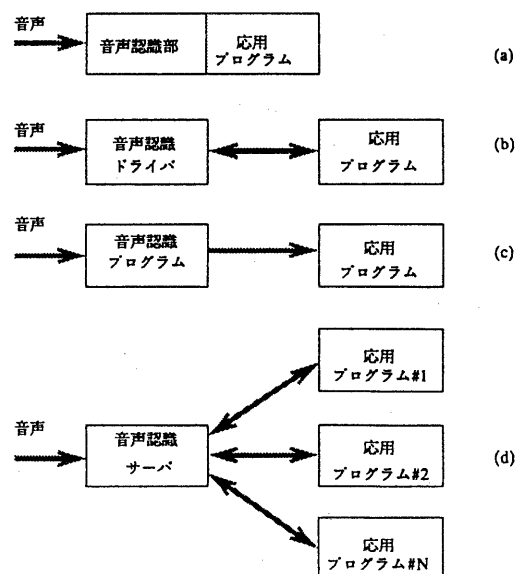 音声
音声認識部
応用
プログラム
(a)
音声
音声認識
ドライバ
応用
プログラム
(b)
音声
音声認識
プログラム
応用
プログラム
(c)
応用
プログラム#1
音声
音声認識
サーバ
応用
プログラム#2
(d)
応用
プログラム#N